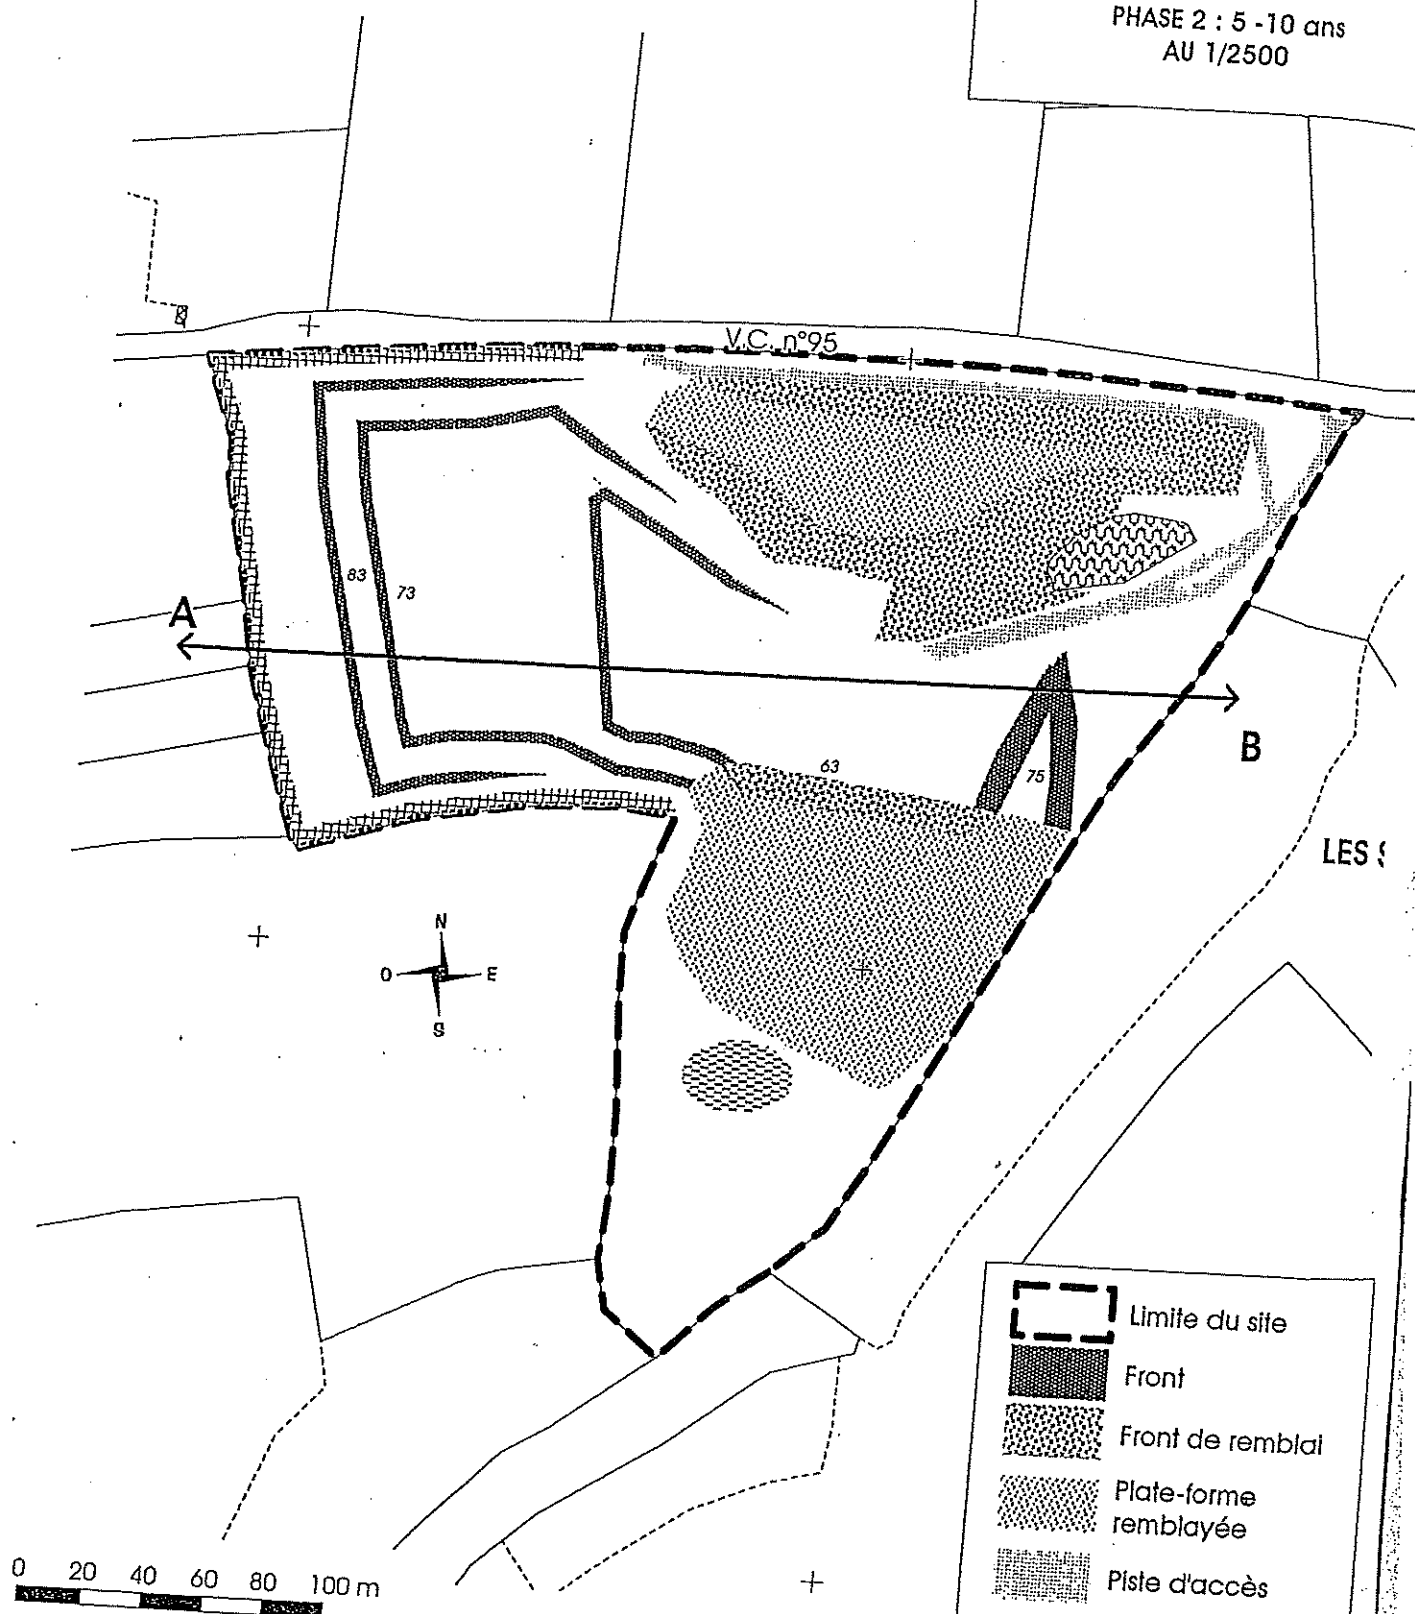 PHASE 2 : 5 -10 ans
AU 1/2500
V.C. n°95
83
73
A
B
63
75
LES
N
O
E
S
Limite du site
Front
Front de remblai
Plate-forme
remblayée
Piste d'accès
0 20 40 60 80 100 m